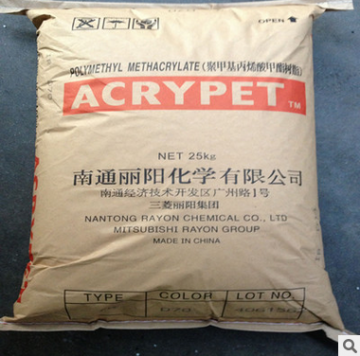 OPEN
POLYMETHYL METHACRYLATE (聚甲基丙烯酸甲酯树脂)
ACRYPET TM
NET 25kg
南通丽阳化学有限公司
南通经济技术开发区广州路1号
三菱丽阳集团
NANTONG RAYON CHEMICAL CO., LTD
MITSUBISHI RAYON GROUP
MADE IN CHINA
TYPE COLOR LOT NO
ACRYPET